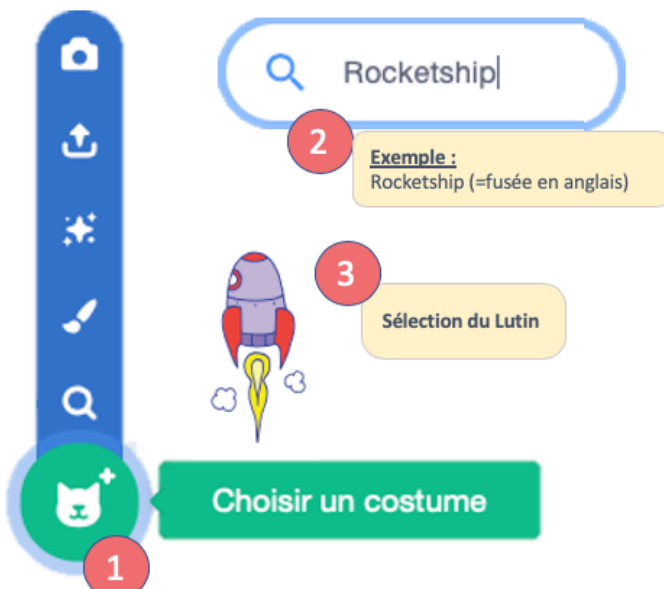 Rocketship
2
Exemple :
Rocketship (=fusée en anglais)
3
Sélection du Lutin
Choisir un costume
1